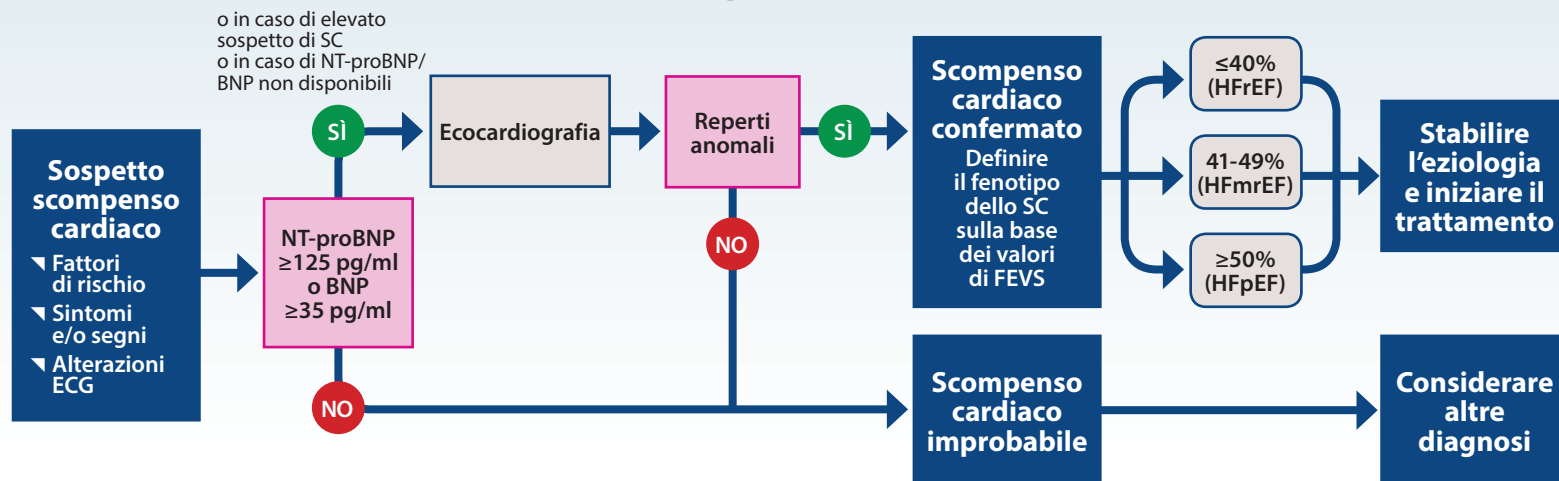 o in caso di elevato
sospetto di SC
o in caso di NT-proBNP/
BNP non disponibili
Sospetto
scompenso
cardiaco
Fattori
di rischio
Sintomi
e/o segni
Alterazioni
ECG
SÌ
NT-proBNP
≥125 pg/ml
o BNP
≥35 pg/ml
NO
Ecocardiografia
Reperti
anomali
SÌ
NO
Scompenso
cardiaco
confermato
Definire
il fenotipo
dello SC
sulla base
dei valori
di FEVS
≤40%
(HFrEF)
41-49%
(HFmrEF)
≥50%
(HFpEF)
Stabilire
l’eziologia
e iniziare il
trattamento
Scompenso
cardiaco
improbabile
Considerare
altre
diagnosi